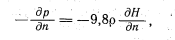 − ∂p/∂n = −9,8ρ ∂H/∂n ,